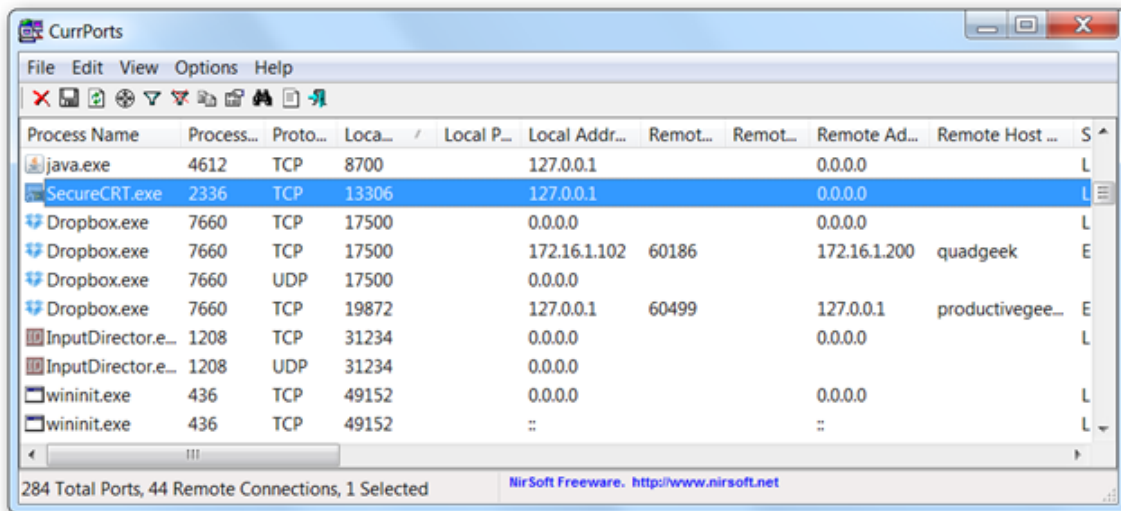 CurrPorts
File Edit View Options Help
Process Name Process... Proto... Loca... / Local P... Local Addr... Remot... Remot... Remote Ad... Remote Host ... S
java.exe 4612 TCP 8700 127.0.0.1 0.0.0.0 L
SecureCRT.exe 2336 TCP 13306 127.0.0.1 0.0.0.0 L
Dropbox.exe 7660 TCP 17500 0.0.0.0 0.0.0.0 L
Dropbox.exe 7660 TCP 17500 172.16.1.102 60186 172.16.1.200 quadgeek E
Dropbox.exe 7660 UDP 17500 0.0.0.0
Dropbox.exe 7660 TCP 19872 127.0.0.1 60499 127.0.0.1 productivegee... E
InputDirector.e... 1208 TCP 31234 0.0.0.0 0.0.0.0 L
InputDirector.e... 1208 UDP 31234 0.0.0.0
wininit.exe 436 TCP 49152 0.0.0.0 0.0.0.0 L
wininit.exe 436 TCP 49152 :: :: L
284 Total Ports, 44 Remote Connections, 1 Selected NirSoft Freeware. http://www.nirsoft.net